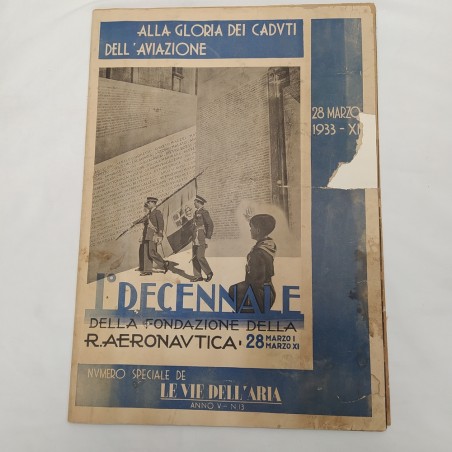 ALLA GLORIA DEI CADVTI
DELL'AVIAZIONE
28 MARZO
1933 - XI
1° DECENNALE
DELLA FONDAZIONE DELLA
R. AERONAVTICA · 28 MARZO I
MARZO XI
NVMERO SPECIALE DE
LE VIE DELL'ARIA
ANNO V - N 13